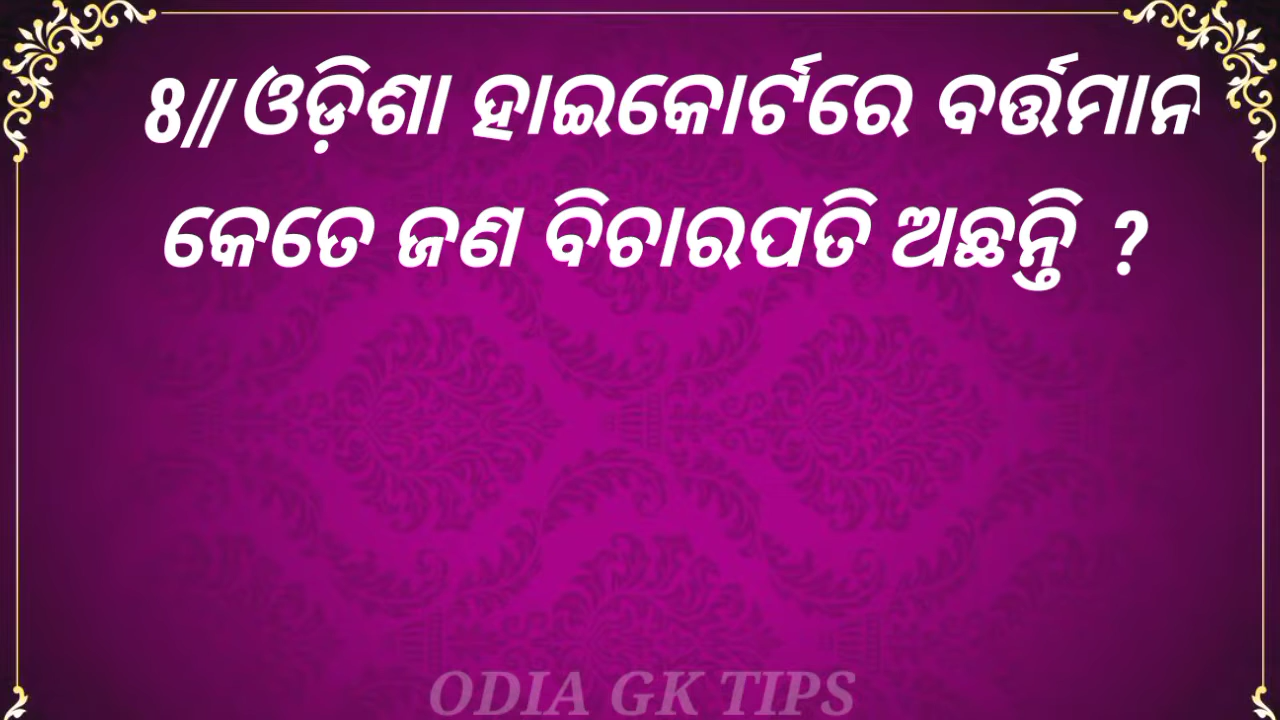 8//ଓଡ଼ିଶା ହାଇକୋର୍ଟରେ ବର୍ତ୍ତମାନ
କେତେ ଜଣ ବିଚାରପତି ଅଛନ୍ତି ?
ODIA GK TIPS